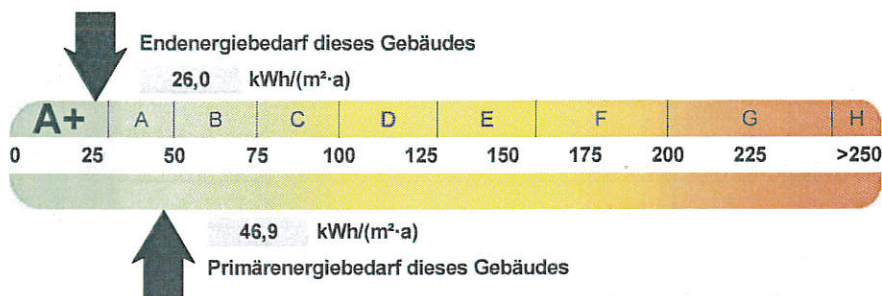 Endenergiebedarf dieses Gebäudes
26,0 kWh/(m²·a)
A+ A B C D E F G H
0 25 50 75 100 125 150 175 200 225 >250
46,9 kWh/(m²·a)
Primärenergiebedarf dieses Gebäudes